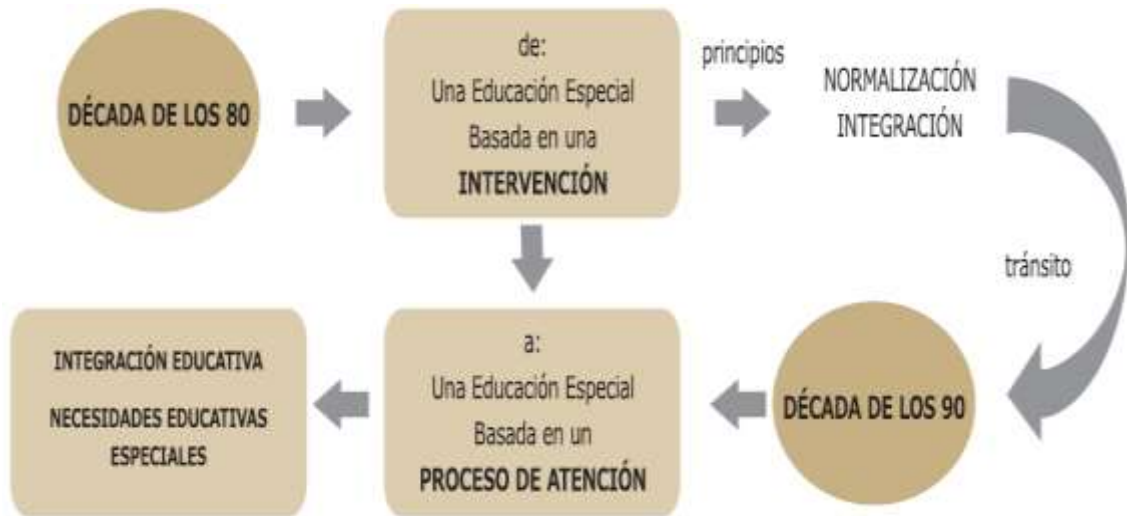 DÉCADA DE LOS 80
de:
Una Educación Especial
Basada en una
INTERVENCIÓN
principios
NORMALIZACIÓN
INTEGRACIÓN
tránsito
DÉCADA DE LOS 90
a:
Una Educación Especial
Basada en un
PROCESO DE ATENCIÓN
INTEGRACIÓN EDUCATIVA
NECESIDADES EDUCATIVAS
ESPECIALES